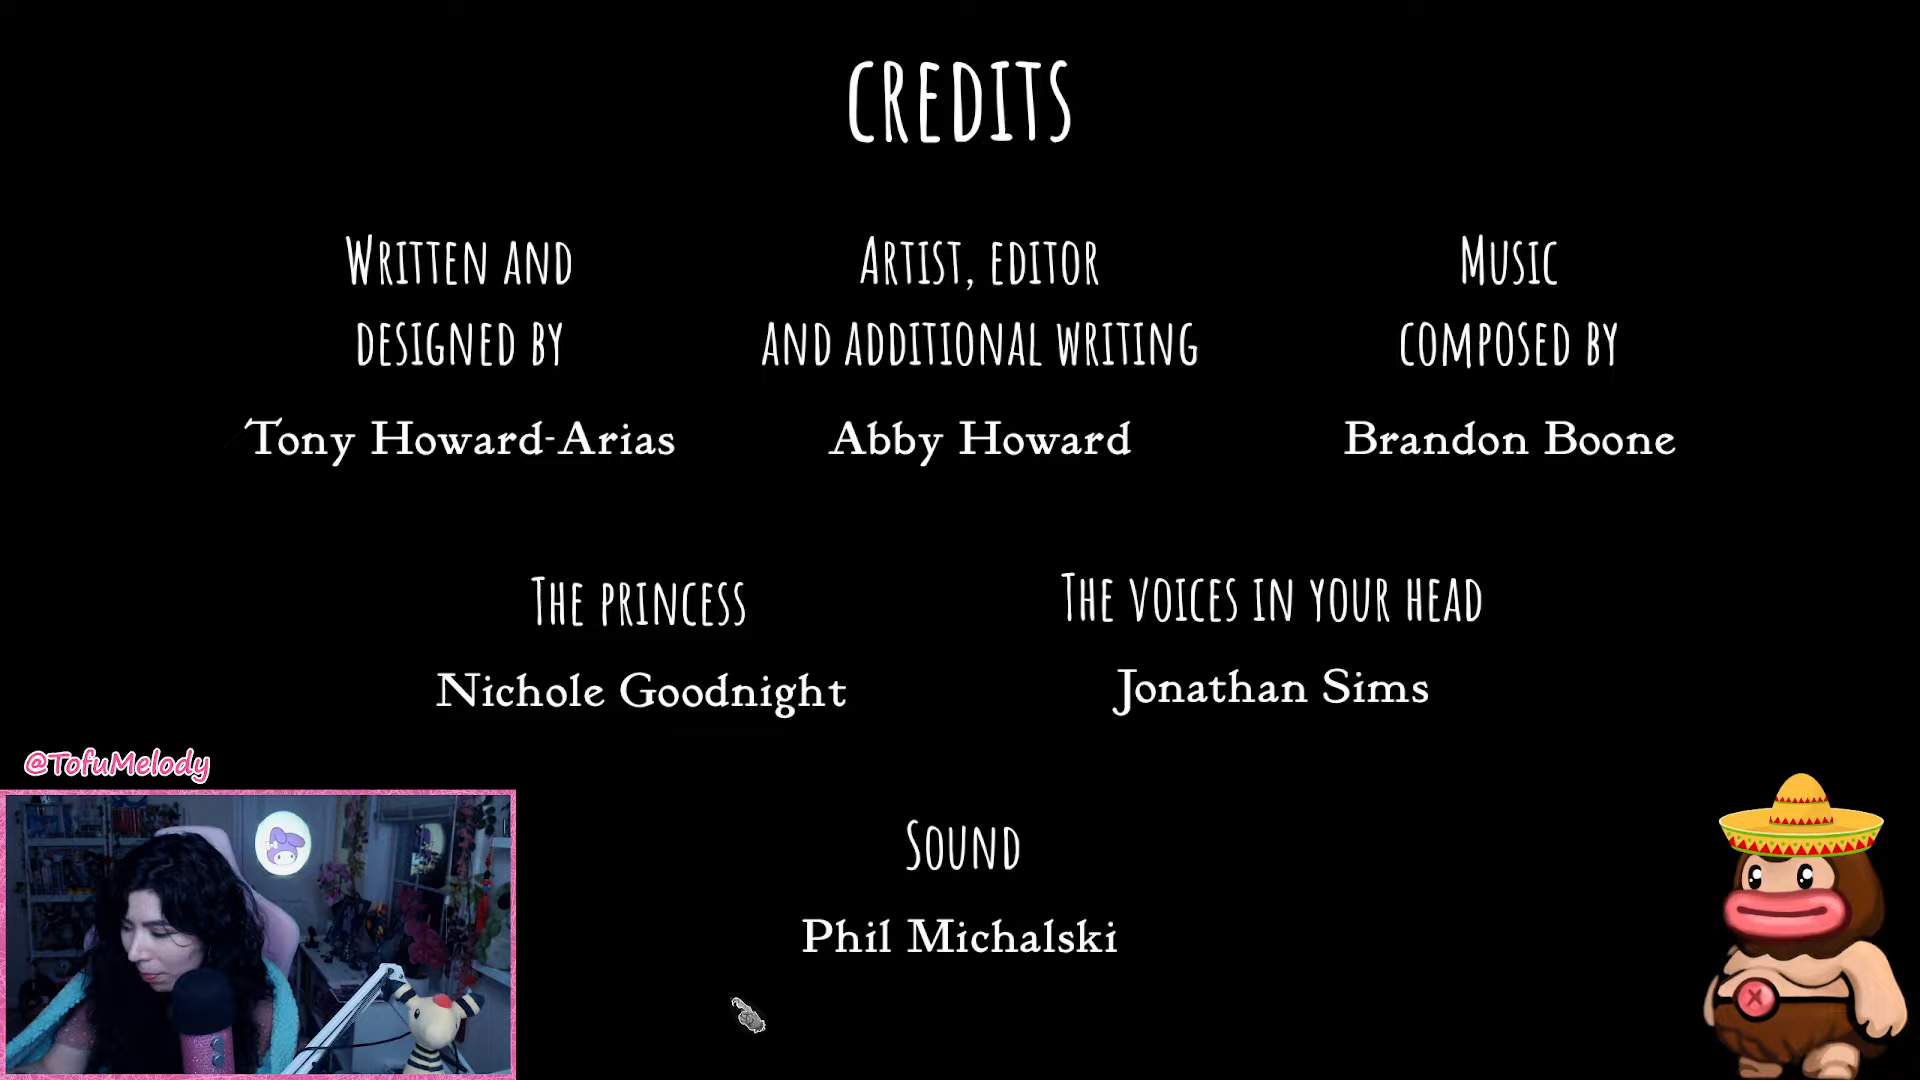 CREDITS
WRITTEN AND
DESIGNED BY
Tony Howard-Arias
ARTIST, EDITOR
AND ADDITIONAL WRITING
Abby Howard
MUSIC
COMPOSED BY
Brandon Boone
THE PRINCESS
Nichole Goodnight
THE VOICES IN YOUR HEAD
Jonathan Sims
SOUND
Phil Michalski
@TofuMelody